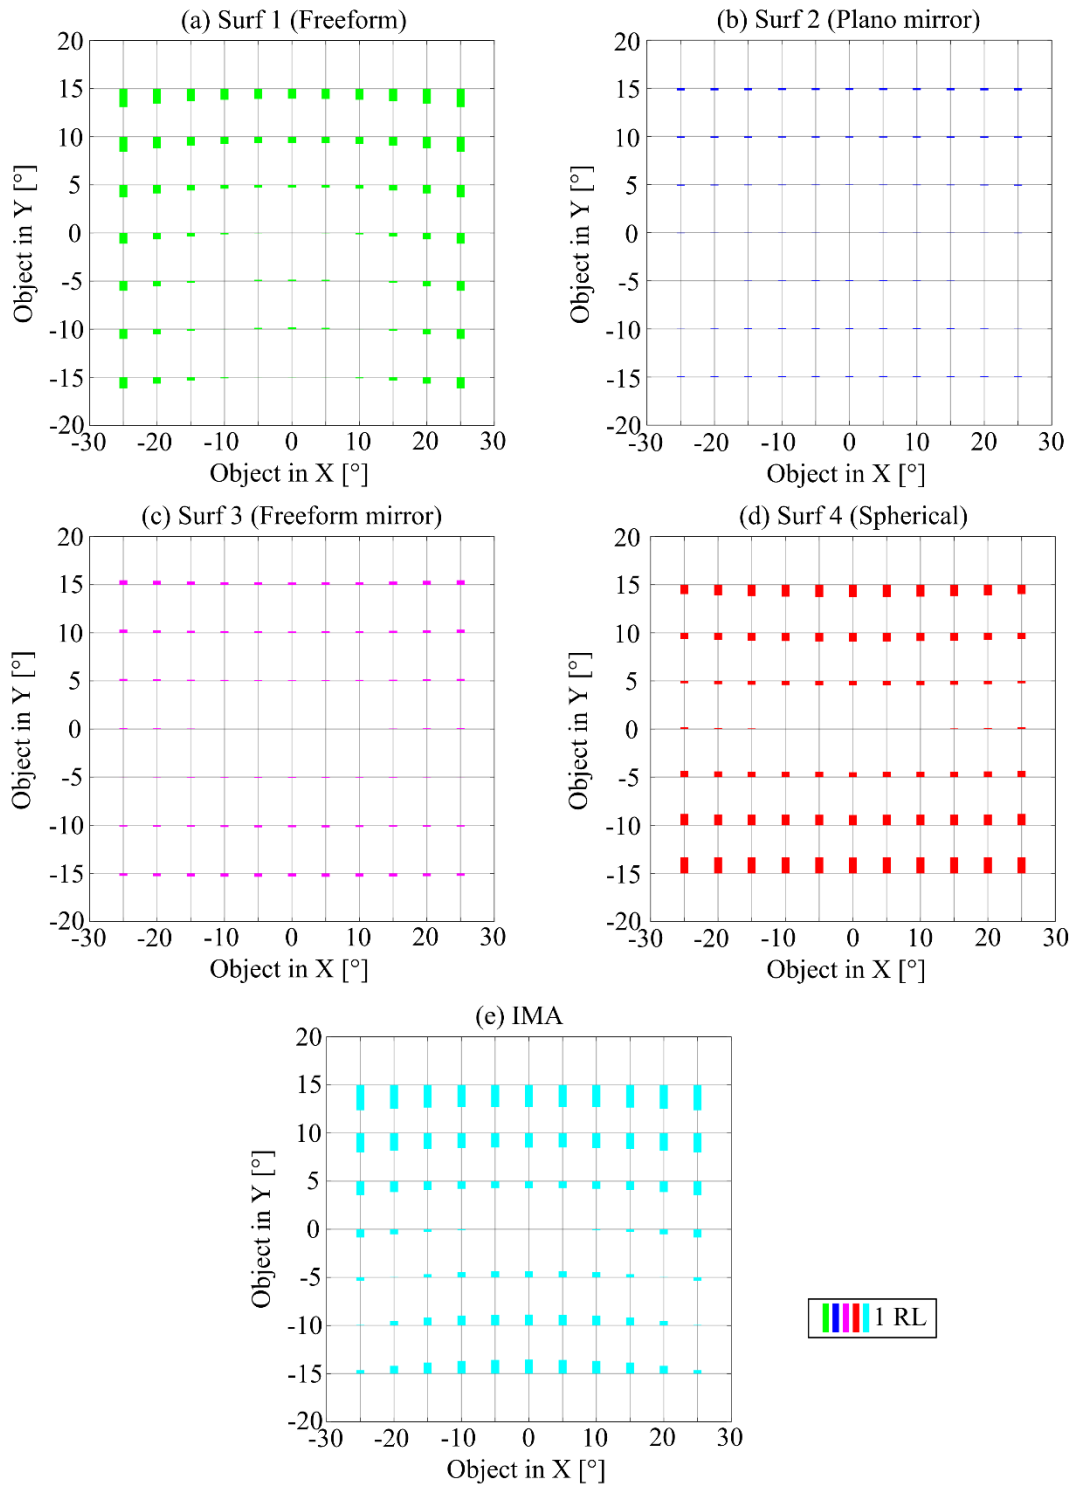 (a) Surf 1 (Freeform)
20
15
10
5
0
-5
-10
-15
-20
-30 -20 -10 0 10 20 30
Object in X [°]
Object in Y [°]
(b) Surf 2 (Plano mirror)
20
15
10
5
0
-5
-10
-15
-20
-30 -20 -10 0 10 20 30
Object in X [°]
Object in Y [°]
(c) Surf 3 (Freeform mirror)
20
15
10
5
0
-5
-10
-15
-20
-30 -20 -10 0 10 20 30
Object in X [°]
Object in Y [°]
(d) Surf 4 (Spherical)
20
15
10
5
0
-5
-10
-15
-20
-30 -20 -10 0 10 20 30
Object in X [°]
Object in Y [°]
(e) IMA
20
15
10
5
0
-5
-10
-15
-20
-30 -20 -10 0 10 20 30
Object in X [°]
Object in Y [°]
1 RL